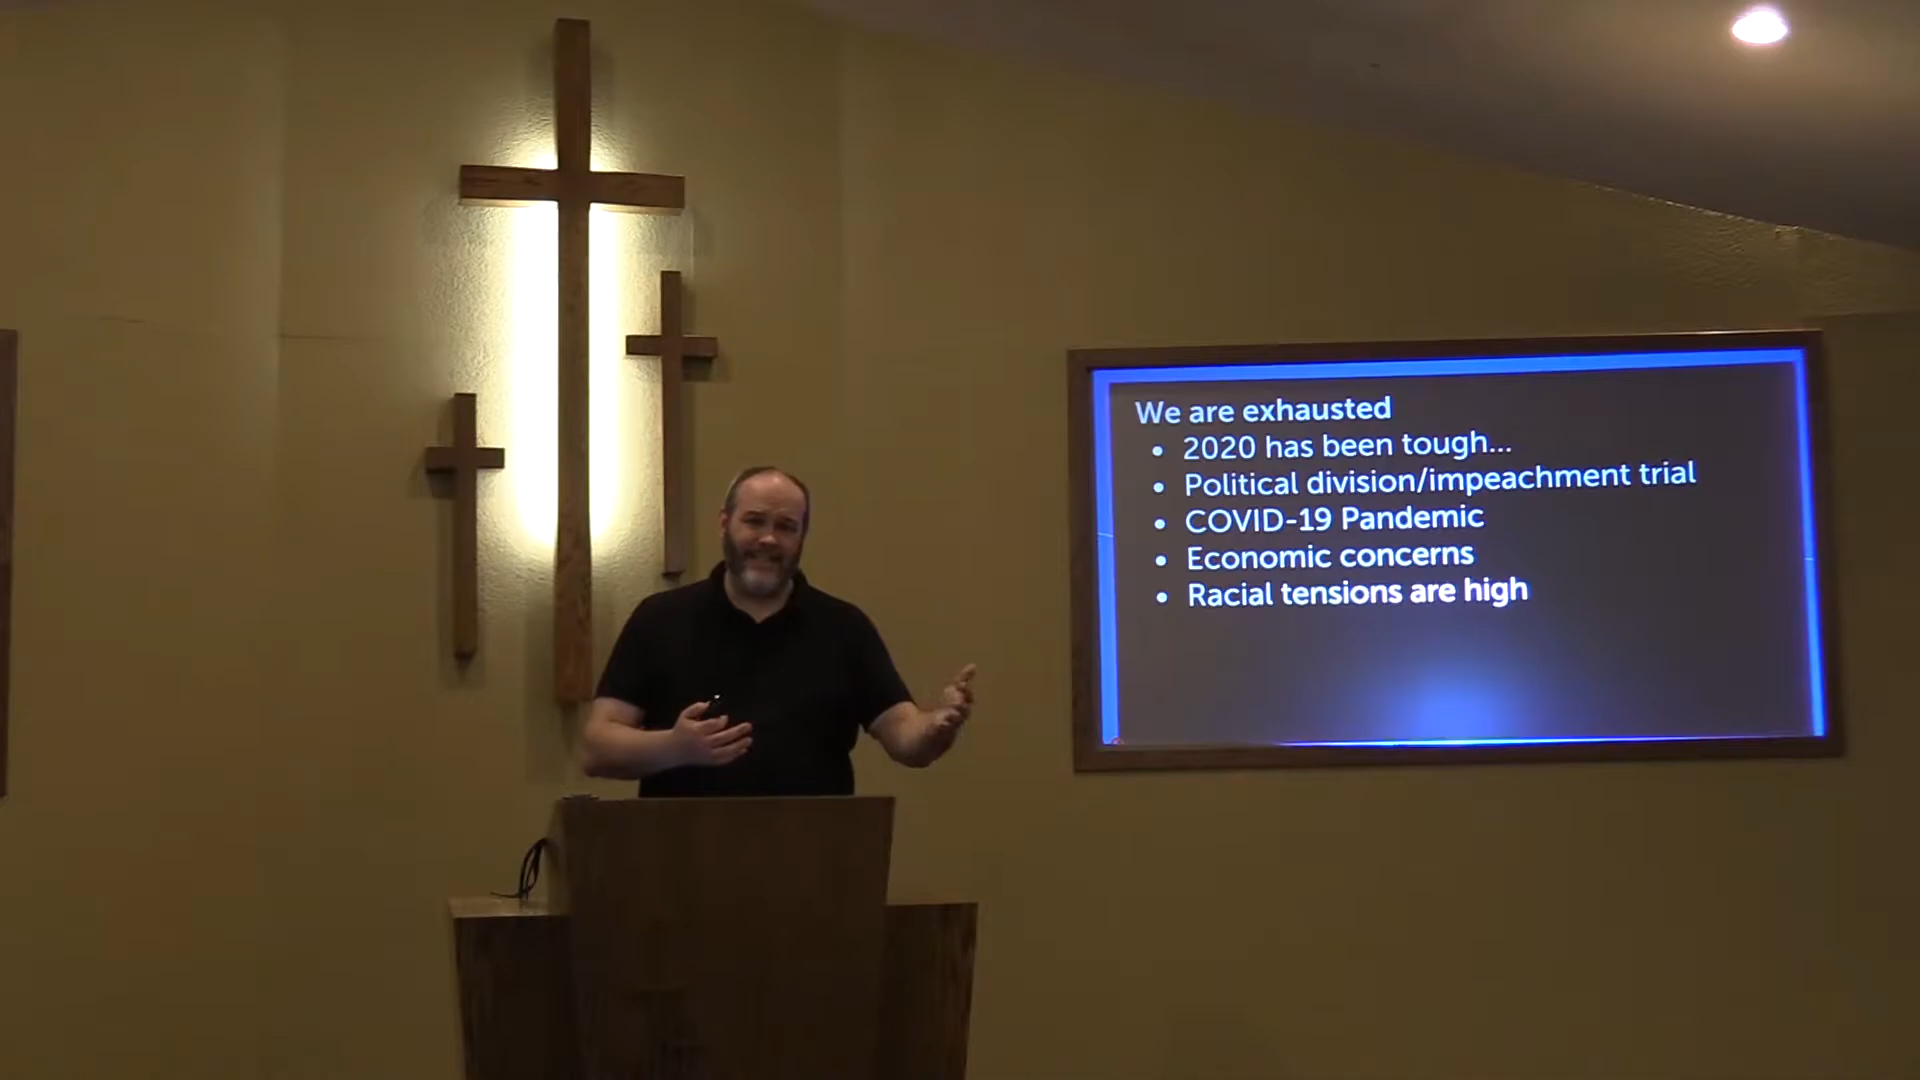 We are exhausted
• 2020 has been tough...
• Political division/impeachment trial
• COVID-19 Pandemic
• Economic concerns
• Racial tensions are high